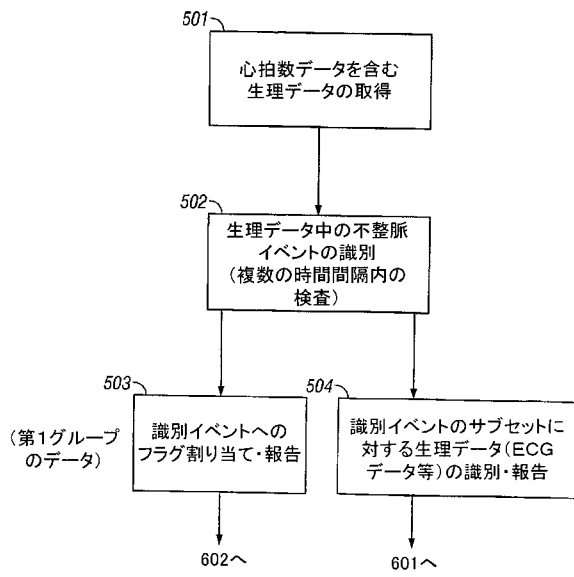 501
心拍数データを含む
生理データの取得
502
生理データ中の不整脈
イベントの識別
(複数の時間間隔内の
検査)
503
(第1グループ
のデータ)
識別イベントへの
フラグ割り当て・報告
504
識別イベントのサブセットに
対する生理データ(ECG
データ等)の識別・報告
602へ
601へ